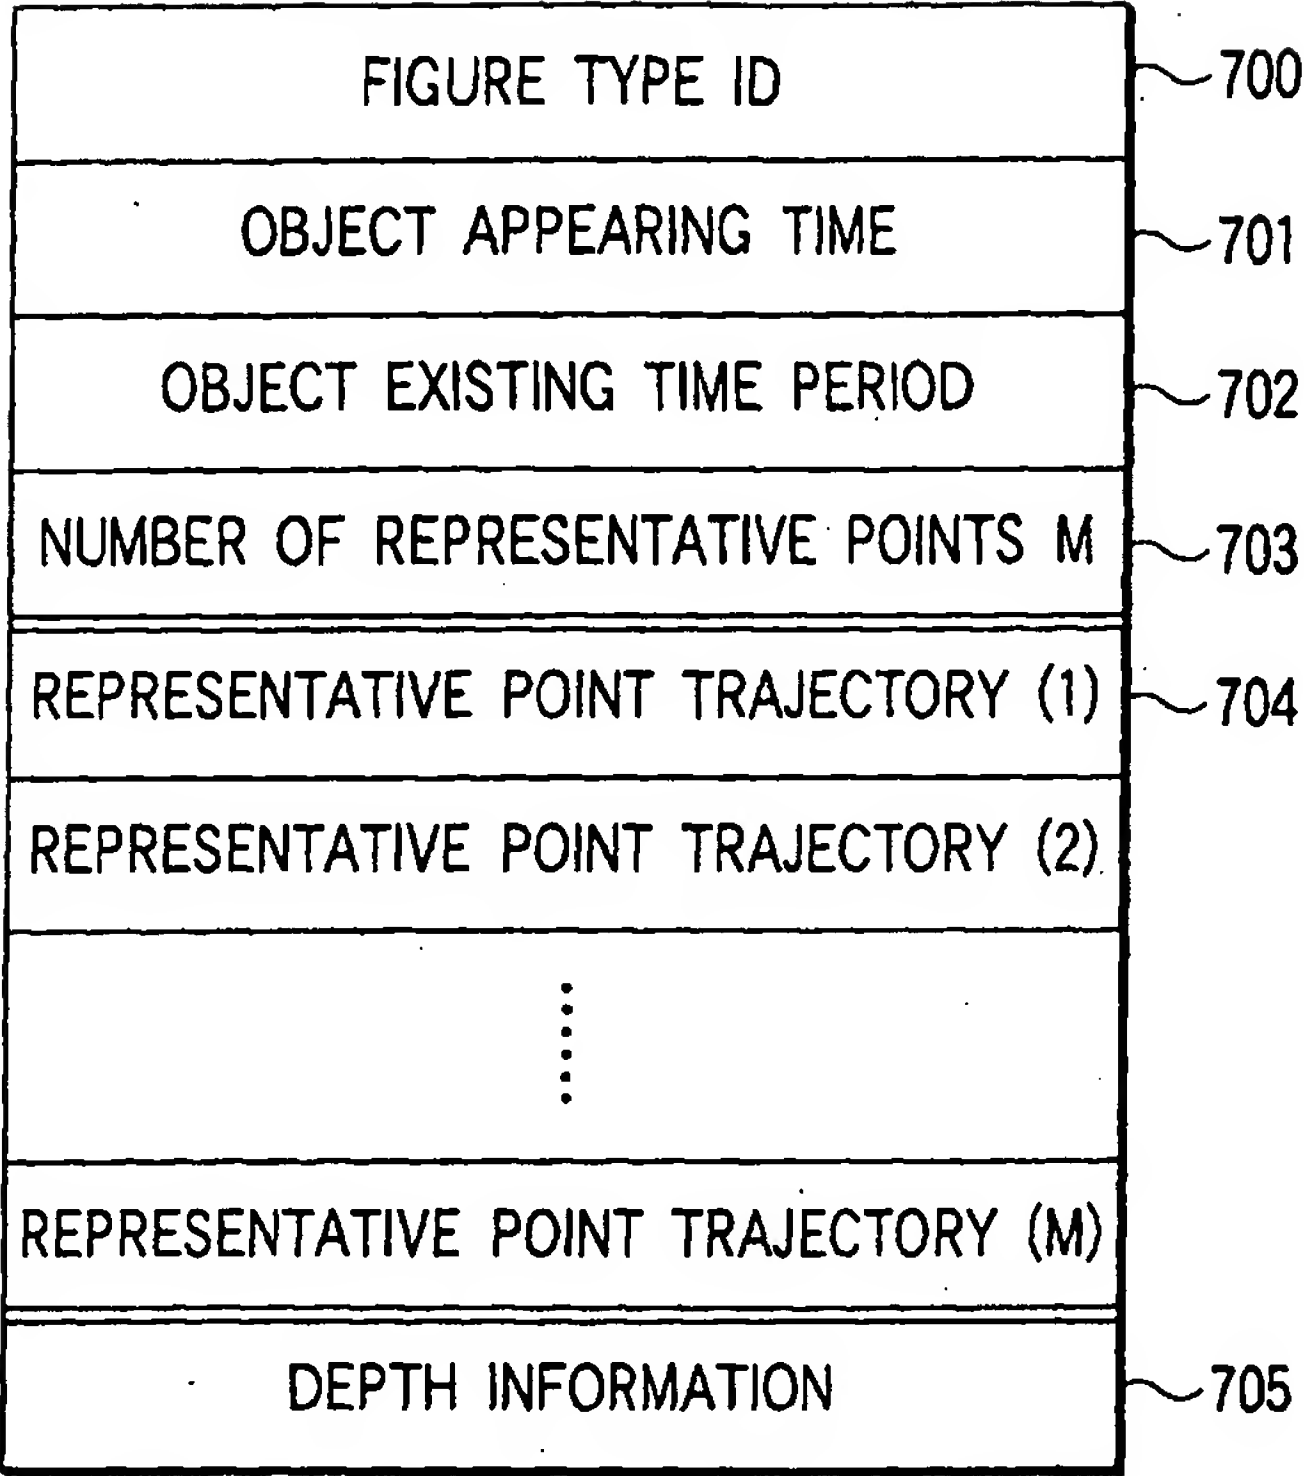 FIGURE TYPE ID 700
OBJECT APPEARING TIME 701
OBJECT EXISTING TIME PERIOD 702
NUMBER OF REPRESENTATIVE POINTS M 703
REPRESENTATIVE POINT TRAJECTORY (1) 704
REPRESENTATIVE POINT TRAJECTORY (2)
REPRESENTATIVE POINT TRAJECTORY (M)
DEPTH INFORMATION 705